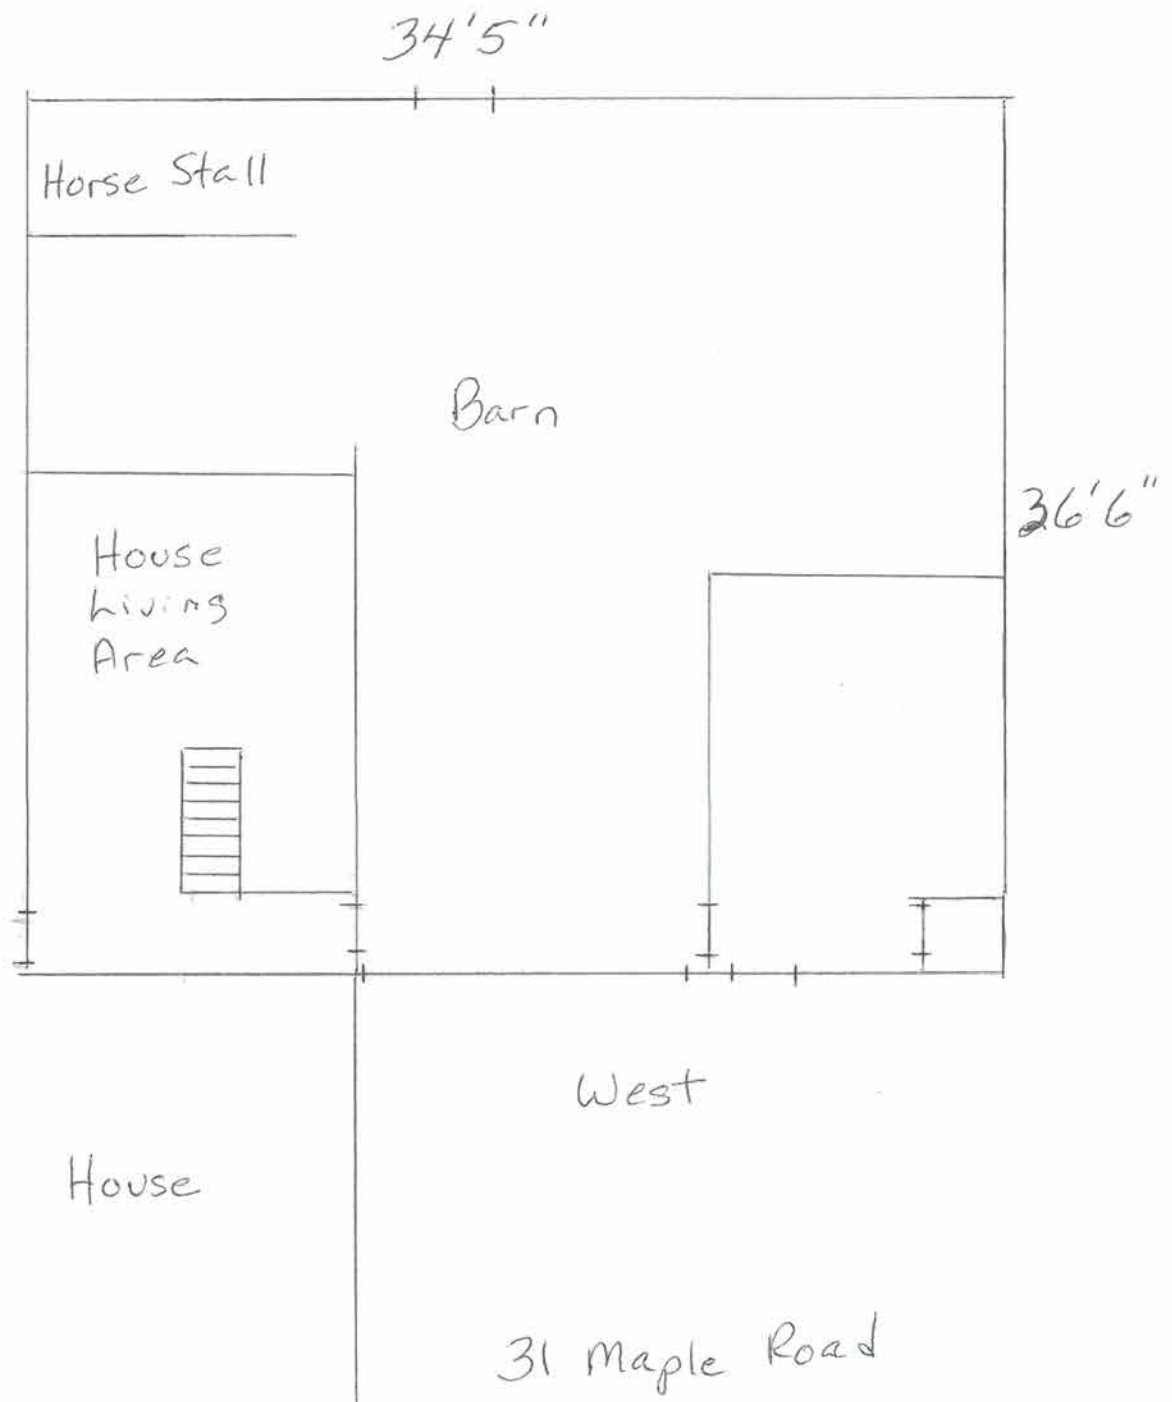 34'5"
Horse Stall
Barn
36'6"
House
Living
Area
West
House
31 Maple Road